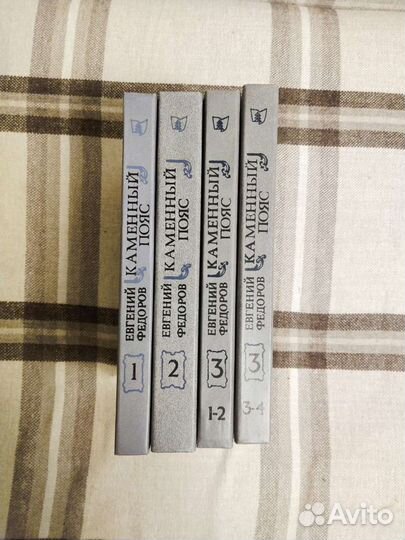 ЕВГЕНИЙ
ФЕДОРОВ
КАМЕННЫЙ
ПОЯС
1
ЕВГЕНИЙ
ФЕДОРОВ
КАМЕННЫЙ
ПОЯС
2
ЕВГЕНИЙ
ФЕДОРОВ
КАМЕННЫЙ
ПОЯС
3
1-2
ЕВГЕНИЙ
ФЕДОРОВ
КАМЕННЫЙ
ПОЯС
3
3-4
Avito